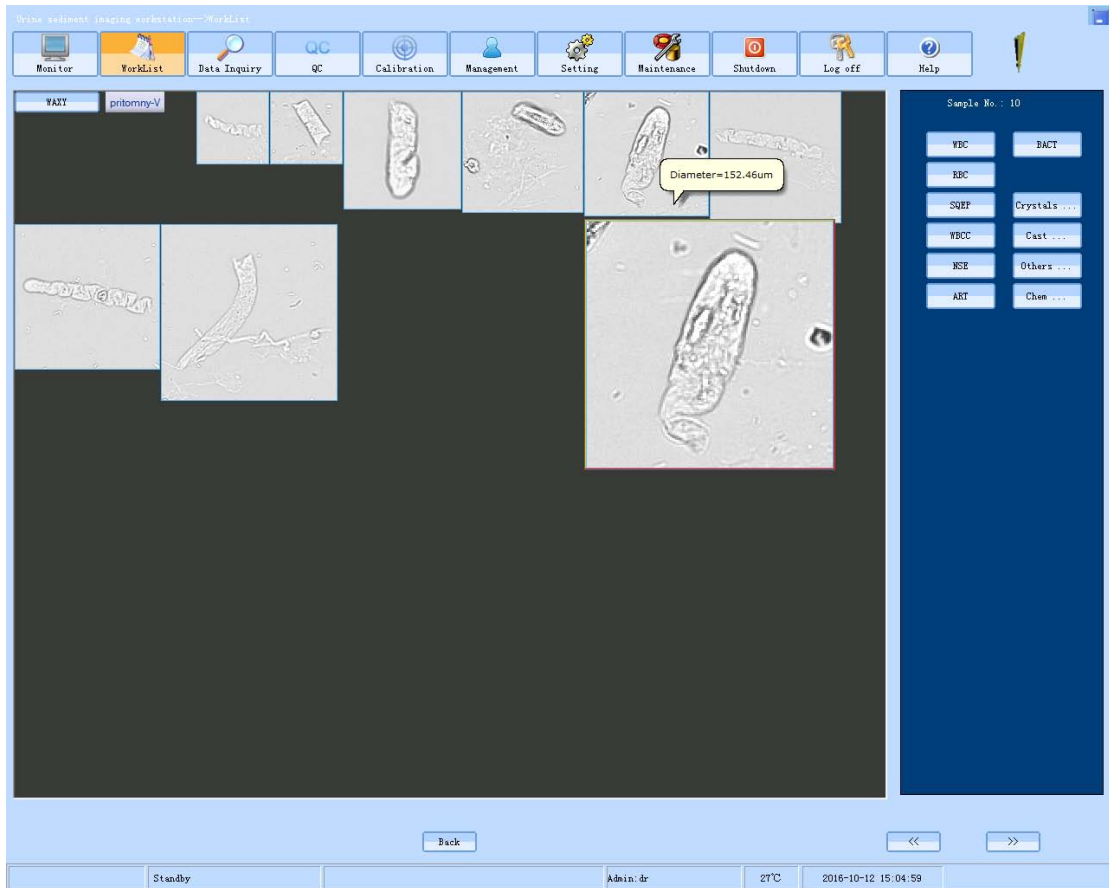 Urine sediment imaging workstation-->WorkList
Monitor
WorkList
Data Inquiry
QC
QC
Calibration
Management
Setting
Maintenance
Shutdown
Log off
Help
WAXY
pritomny-V
Diameter=152.46um
Sample No.: 10
WBC
BACT
RBC
SQEP
Crystals ...
WBCC
Cast ...
NSE
Others ...
ART
Chem ...
Back
<<
>>
Standby
Admin:dr
27℃
2016-10-12 15:04:59